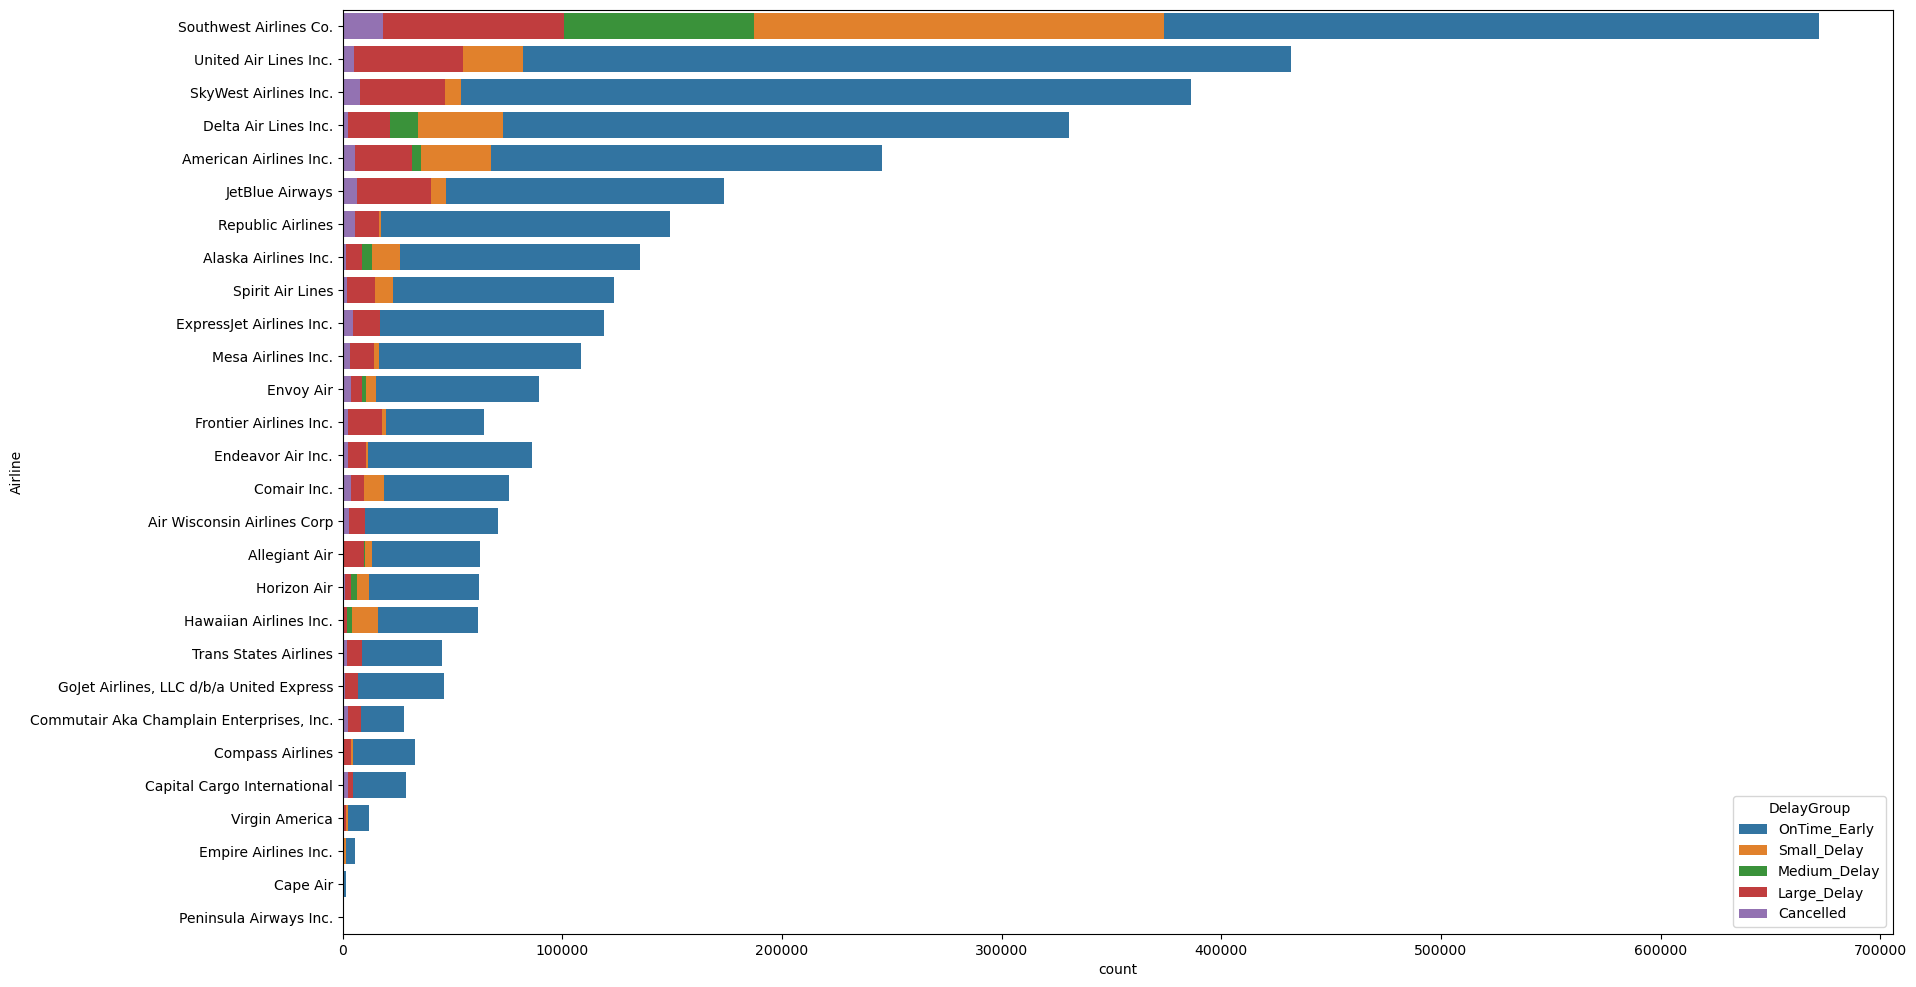 Southwest Airlines Co.
United Air Lines Inc.
SkyWest Airlines Inc.
Delta Air Lines Inc.
American Airlines Inc.
JetBlue Airways
Republic Airlines
Alaska Airlines Inc.
Spirit Air Lines
ExpressJet Airlines Inc.
Mesa Airlines Inc.
Envoy Air
Frontier Airlines Inc.
Endeavor Air Inc.
Comair Inc.
Air Wisconsin Airlines Corp
Allegiant Air
Horizon Air
Hawaiian Airlines Inc.
Trans States Airlines
GoJet Airlines, LLC d/b/a United Express
Commutair Aka Champlain Enterprises, Inc.
Compass Airlines
Capital Cargo International
Virgin America
Empire Airlines Inc.
Cape Air
Peninsula Airways Inc.
Airline
0 100000 200000 300000 400000 500000 600000 700000
count
DelayGroup
OnTime_Early
Small_Delay
Medium_Delay
Large_Delay
Cancelled